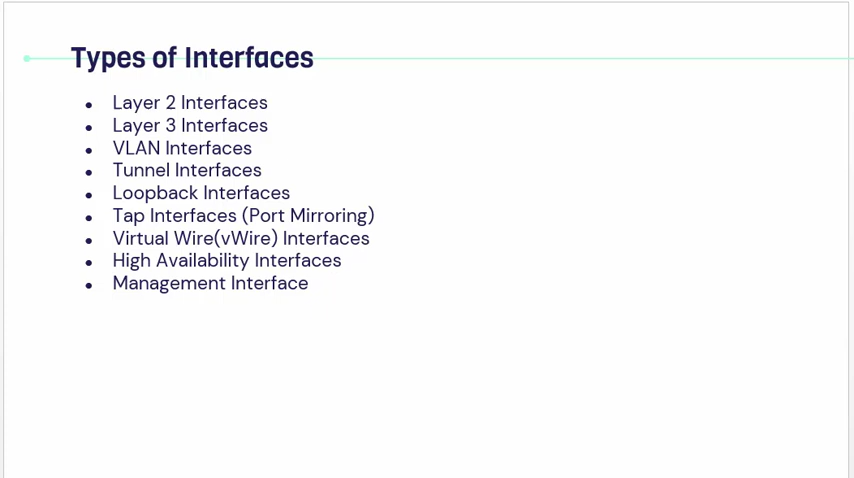 Types of Interfaces
● Layer 2 Interfaces
● Layer 3 Interfaces
● VLAN Interfaces
● Tunnel Interfaces
● Loopback Interfaces
● Tap Interfaces (Port Mirroring)
● Virtual Wire(vWire) Interfaces
● High Availability Interfaces
● Management Interface